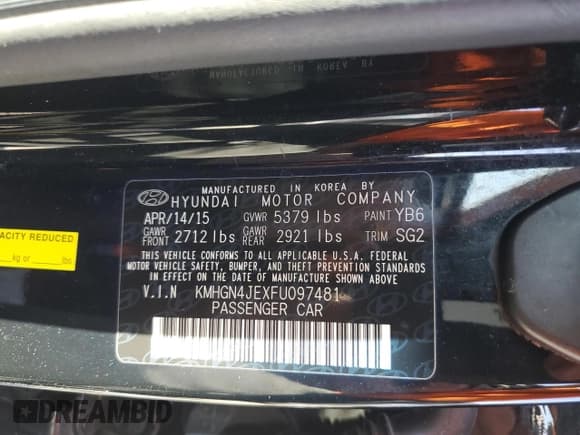 MANUFACTURED IN KOREA BY
HYUNDAI MOTOR COMPANY
APR/14/15 GVWR 5379 lbs PAINT YB6
GAWR FRONT 2712 lbs GAWR REAR 2921 lbs TRIM SG2
THIS VEHICLE CONFORMS TO ALL APPLICABLE U.S.A. FEDERAL
MOTOR VEHICLE SAFETY, BUMPER, AND THEFT PREVENTION
STANDARDS IN EFFECT ON THE DATE OF MANUFACTURE SHOWN ABOVE
V.I.N KMHGN4JEXFU097481
PASSENGER CAR
ACITY REDUCED
kg or lbs
DREAMBID